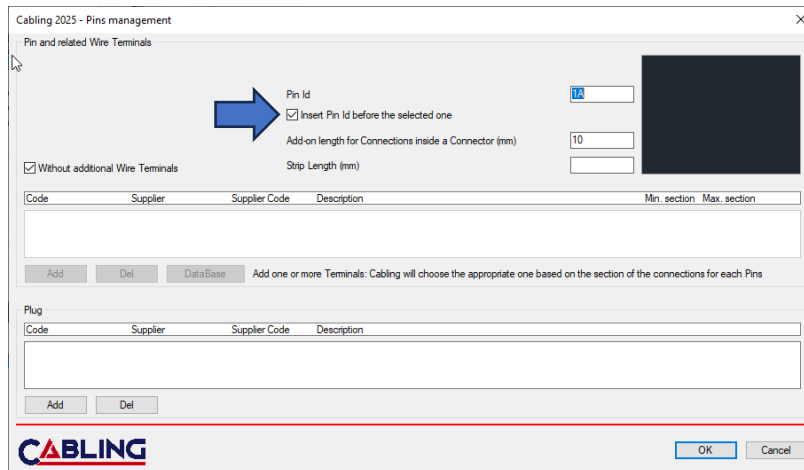 Cabling 2025 - Pins management
Pin and related Wire Terminals
Pin Id 1A
Insert Pin Id before the selected one
Add-on length for Connections inside a Connector (mm) 10
Without additional Wire Terminals Strip Length (mm)
Code Supplier Supplier Code Description Min. section Max. section
Add Del DataBase Add one or more Terminals: Cabling will choose the appropriate one based on the section of the connections for each Pins
Plug
Code Supplier Supplier Code Description
Add Del
CABLING OK Cancel